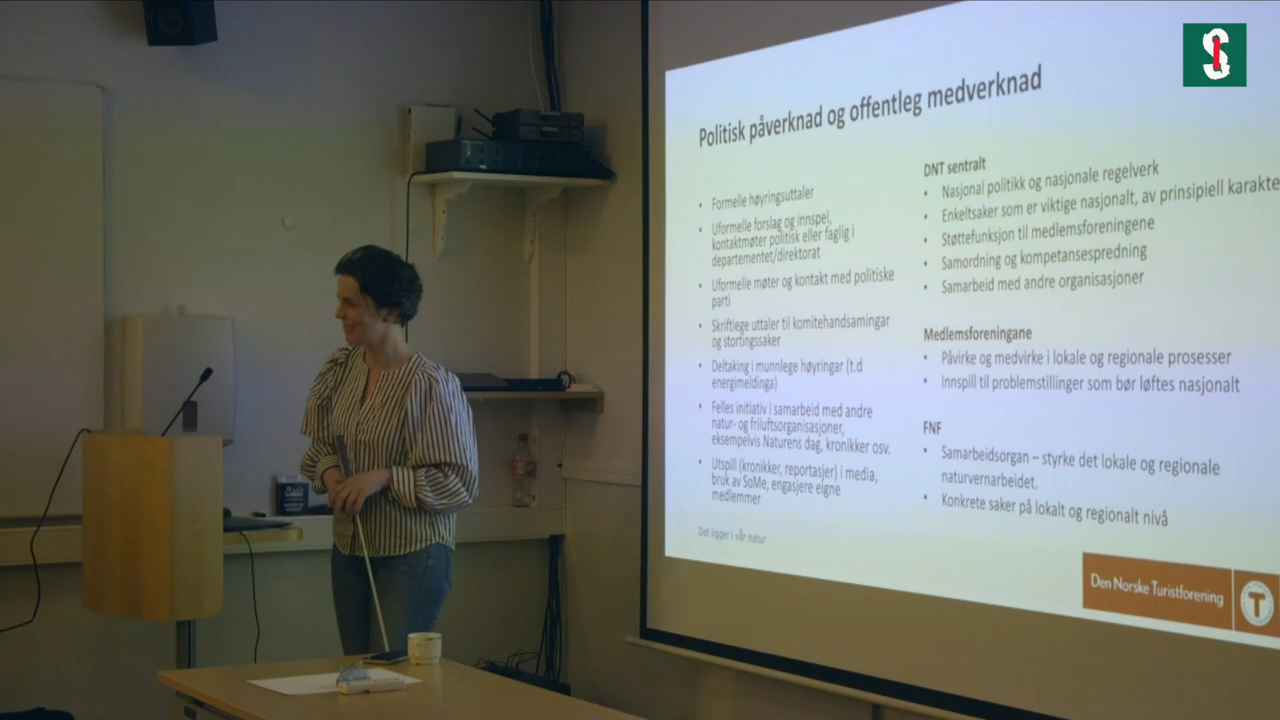 Politisk påverknad og offentleg medverknad
• Formelle høyringsuttaler
• Uformelle forslag og innspel,
kontaktmøter politisk eller faglig i
departementet/direktorat
• Uformelle møter og kontakt med politiske
parti
• Skriftlege uttaler til komitehandsamingar
og stortingssaker
• Deltaking i munnlege høyringar (t.d
energimeldinga)
• Felles initiativ i samarbeid med andre
natur- og friluftsorganisasjoner,
eksempelvis Naturens dag, kronikker osv.
• Utspill (kronikker, reportasjer) i media,
bruk av SoMe, engasjere eigne
medlemmer
Det ligger i vår natur
DNT sentralt
• Nasjonal politikk og nasjonale regelverk
• Enkeltsaker som er viktige nasjonalt, av prinsipiell karakte
• Støttefunksjon til medlemsforeningene
• Samordning og kompetansespredning
• Samarbeid med andre organisasjoner
Medlemsforeningane
• Påvirke og medvirke i lokale og regionale prosesser
• Innspill til problemstillinger som bør løftes nasjonalt
FNF
• Samarbeidsorgan – styrke det lokale og regionale
naturvernarbeidet.
• Konkrete saker på lokalt og regionalt nivå
Den Norske Turistforening
T